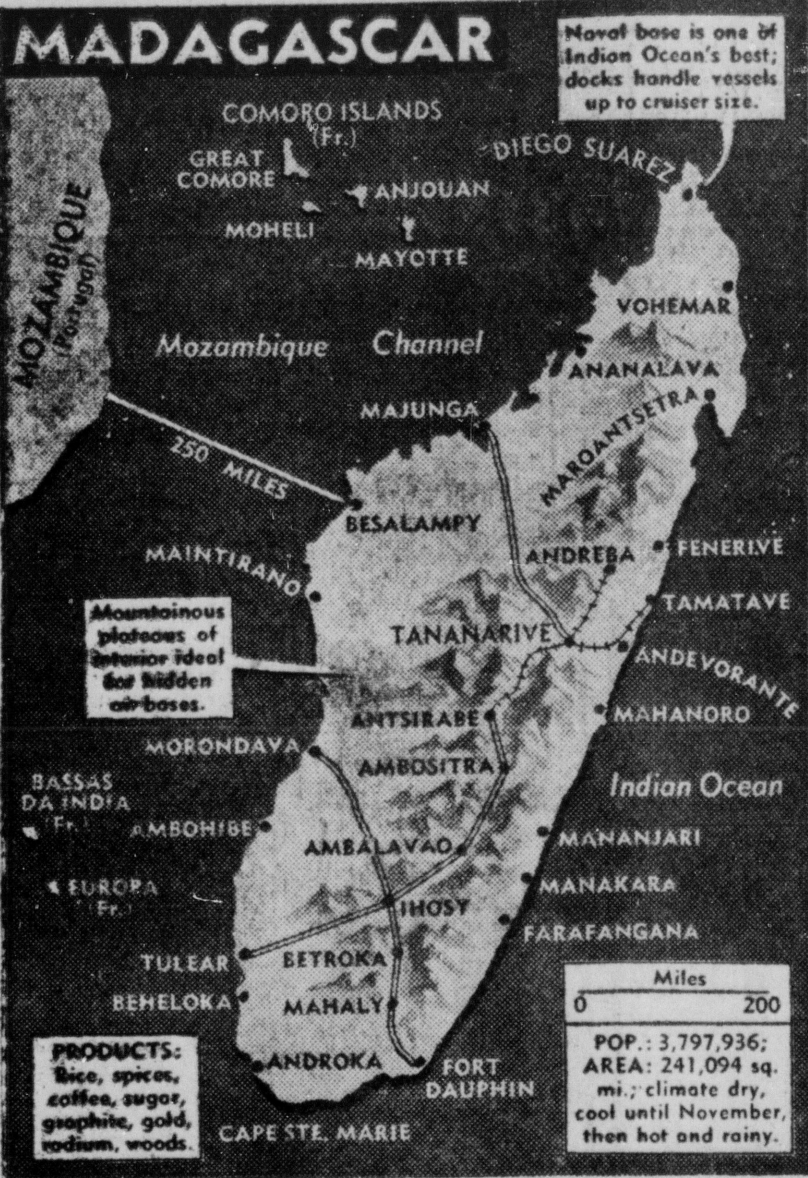 MADAGASCAR
Naval base is one of
Indian Ocean's best;
docks handle vessels
up to cruiser size.
COMORO ISLANDS
(Fr.)
GREAT
COMORE
ANJOUAN
MOHELI
MAYOTTE
DIEGO SUAREZ
MOZAMBIQUE
(Portugal)
VOHEMAR
Mozambique Channel
ANANALAVA
MAJUNGA
MAROANTSETRA
250 MILES
BESALAMPY
MAINTIRANO
ANDREBA
FENERIVE
TAMATAVE
Mountainous
plateaus of
interior ideal
for hidden
air bases.
TANANARIVE
ANDEVORANTE
ANTSIRABE
MAHANORO
MORONDAVA
AMBOSITRA
Indian Ocean
BASSAS
DA INDIA
(Fr.)
AMBOHIBE
AMBALAVAO
MANANJARI
EUROPA
(Fr.)
IHOSY
MANAKARA
FARAFANGANA
TULEAR
BETROKA
BEHELOKA
MAHALY
Miles
0 200
POP.: 3,797,936;
AREA: 241,094 sq.
mi.; climate dry,
cool until November,
then hot and rainy.
PRODUCTS:
Rice, spices,
coffee, sugar,
graphite, gold,
radium, woods.
ANDROKA
FORT
DAUPHIN
CAPE STE. MARIE